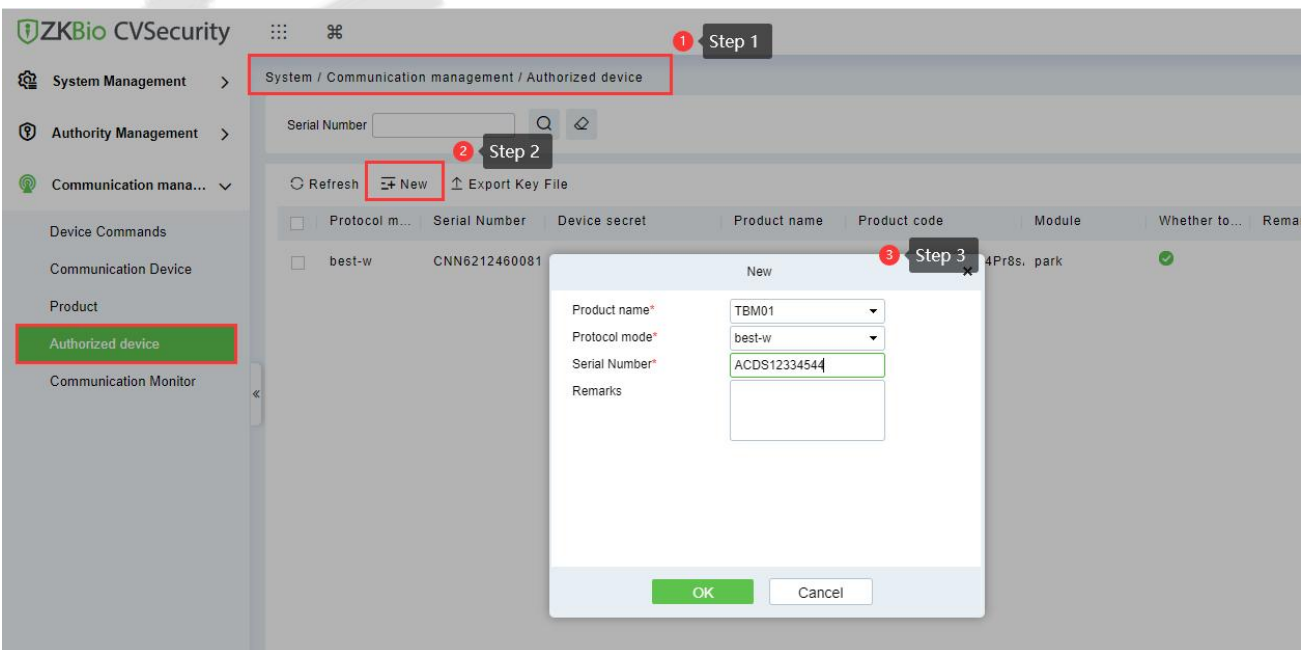 ZKBio CVSecurity
1 Step 1
System Management
System / Communication management / Authorized device
Authority Management
Serial Number
2 Step 2
Communication mana...
Refresh New Export Key File
Protocol m... Serial Number Device secret Product name Product code Module Whether to... Rema
Device Commands
best-w CNN6212460081 4Pr8s. park
3 Step 3
Communication Device
New
Product
Product name* TBM01
Authorized device
Protocol mode* best-w
Serial Number* ACDS12334544
Communication Monitor
Remarks
OK Cancel